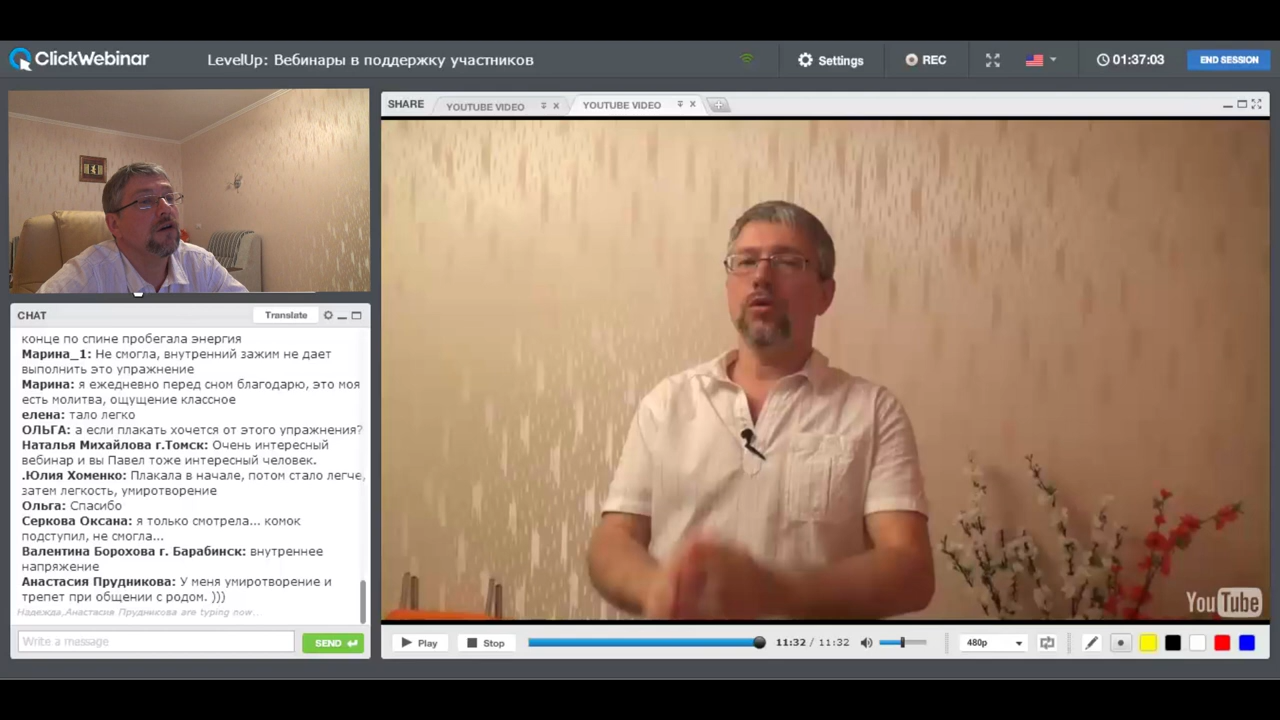 ClickWebinar
LevelUp: Вебинары в поддержку участников
Settings
REC
01:37:03
END SESSION
SHARE
YOUTUBE VIDEO
YOUTUBE VIDEO
CHAT
Translate
конце по спине пробегала энергия
Марина_1: Не смогла, внутренний зажим не дает
выполнить это упражнение
Марина: я ежедневно перед сном благодарю, это моя
есть молитва, ощущение классное
елена: тало легко
ОЛЬГА: а если плакать хочется от этого упражнения?
Наталья Михайлова г.Томск: Очень интересный
вебинар и вы Павел тоже интересный человек.
.Юлия Хоменко: Плакала в начале, потом стало легче,
затем легкость, умиротворение
Ольга: Спасибо
Серкова Оксана: я только смотрела... комок
подступил, не смогла...
Валентина Борохова г. Барабинск: внутреннее
напряжение
Анастасия Прудникова: У меня умиротворение и
трепет при общении с родом. )))
Надежда,Анастасия Прудникова are typing now...
Write a message
SEND
YouTube
Play
Stop
11:32 / 11:32
480p